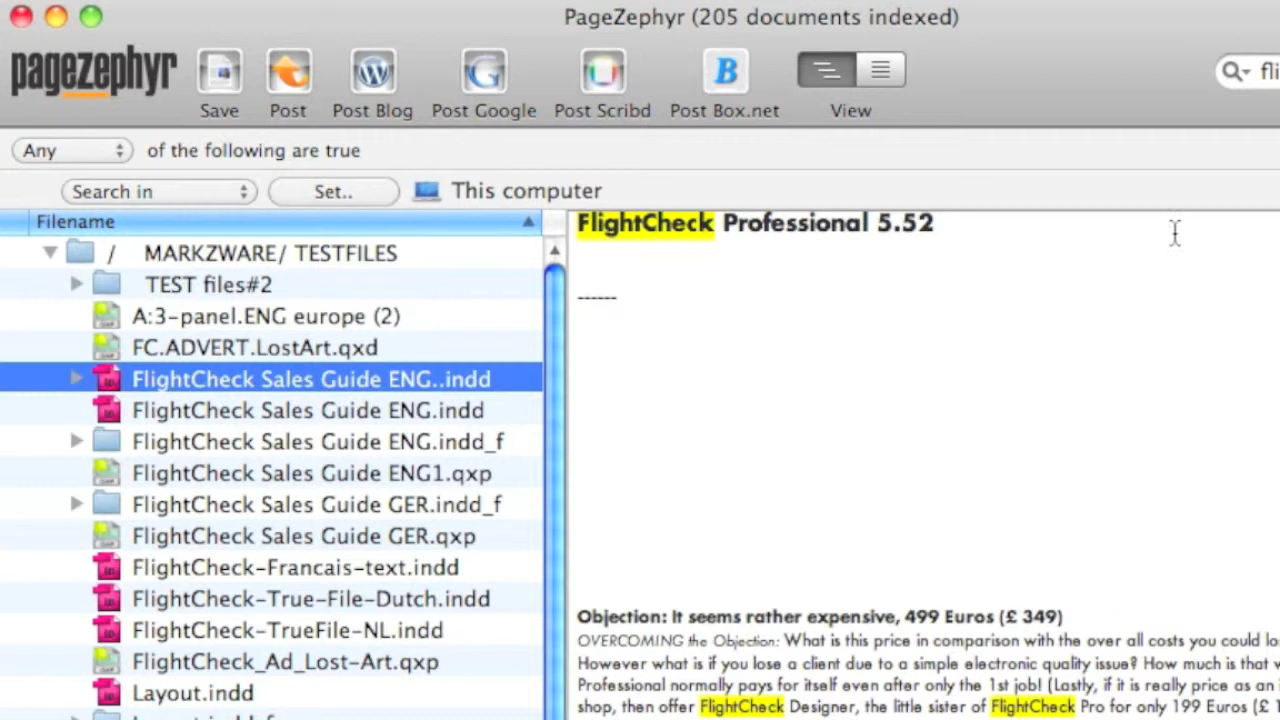 PageZephyr (205 documents indexed)
pagezephyr
Save
Post
Post Blog
Post Google
Post Scribd
Post Box.net
View
fli
Any of the following are true
Search in Set.. This computer
Filename
/ MARKZWARE/ TESTFILES
TEST files#2
A:3-panel.ENG europe (2)
FC.ADVERT.LostArt.qxd
FlightCheck Sales Guide ENG..indd
FlightCheck Sales Guide ENG.indd
FlightCheck Sales Guide ENG.indd_f
FlightCheck Sales Guide ENG1.qxp
FlightCheck Sales Guide GER.indd_f
FlightCheck Sales Guide GER.qxp
FlightCheck-Francais-text.indd
FlightCheck-True-File-Dutch.indd
FlightCheck-TrueFile-NL.indd
FlightCheck_Ad_Lost-Art.qxp
Layout.indd
FlightCheck Professional 5.52
------
Objection: It seems rather expensive, 499 Euros (£ 349)
OVERCOMING the Objection: What is this price in comparison with the over all costs you could lo
However what is if you lose a client due to a simple electronic quality issue? How much is that
Professional normally pays for itself even after only the 1st job! (Lastly, if it is really price as an
shop, then offer FlightCheck Designer, the little sister of FlightCheck Pro for only 199 Euros (£